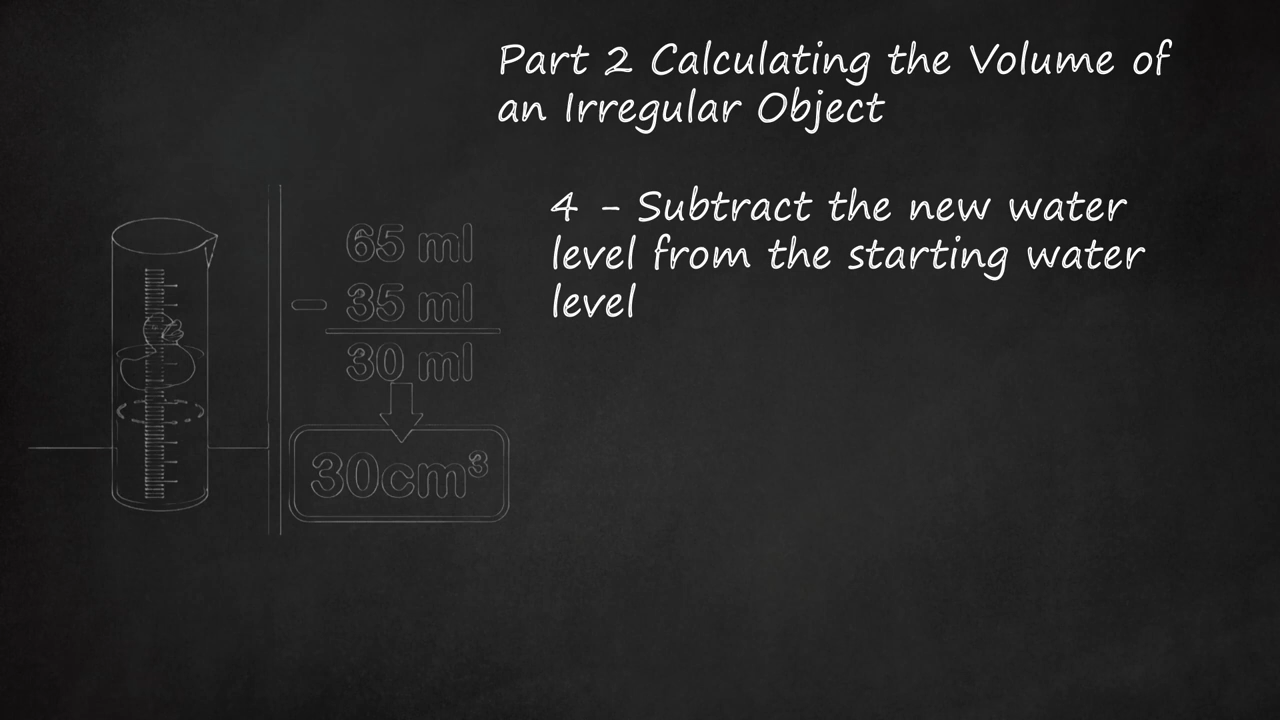 Part 2 Calculating the Volume of
an Irregular Object
4 - Subtract the new water
level from the starting water
level
65 ml
- 35 ml
30 ml
30cm³